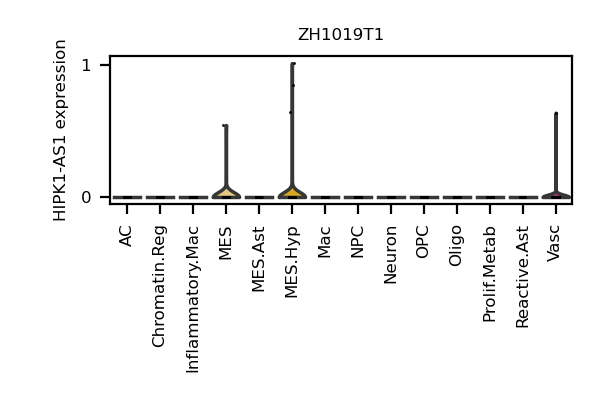 ZH1019T1
HIPK1-AS1 expression
1
0
AC
Chromatin.Reg
Inflammatory.Mac
MES
MES.Ast
MES.Hyp
Mac
NPC
Neuron
OPC
Oligo
Prolif.Metab
Reactive.Ast
Vasc